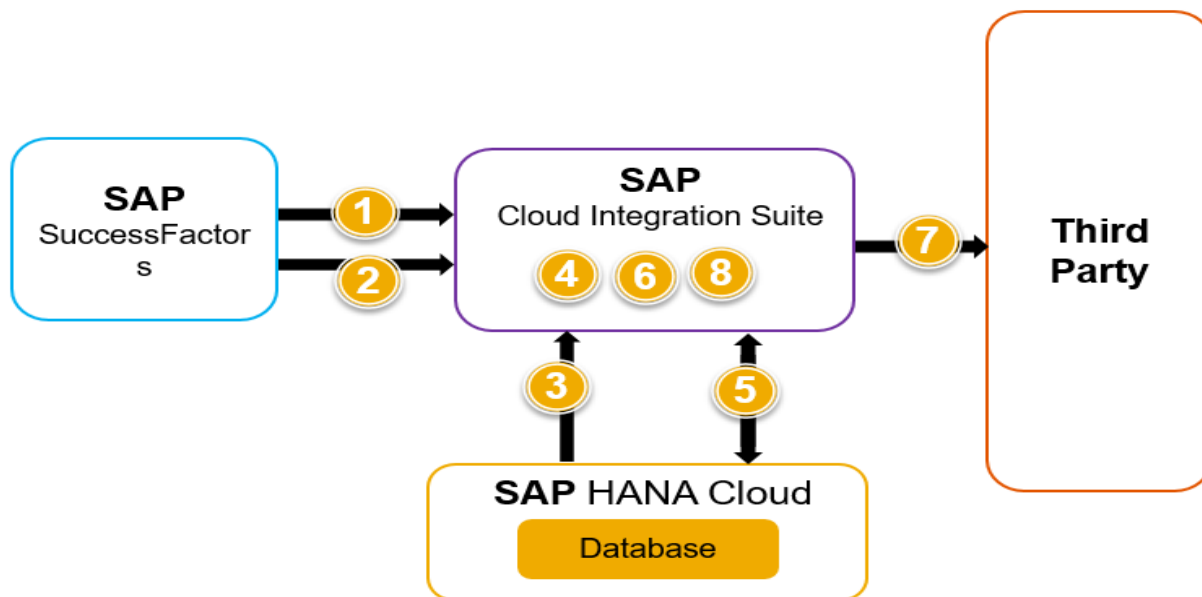 SAP
SuccessFactor
s
1
2
SAP
Cloud Integration Suite
4 6 8
7
Third
Party
3
5
SAP HANA Cloud
Database